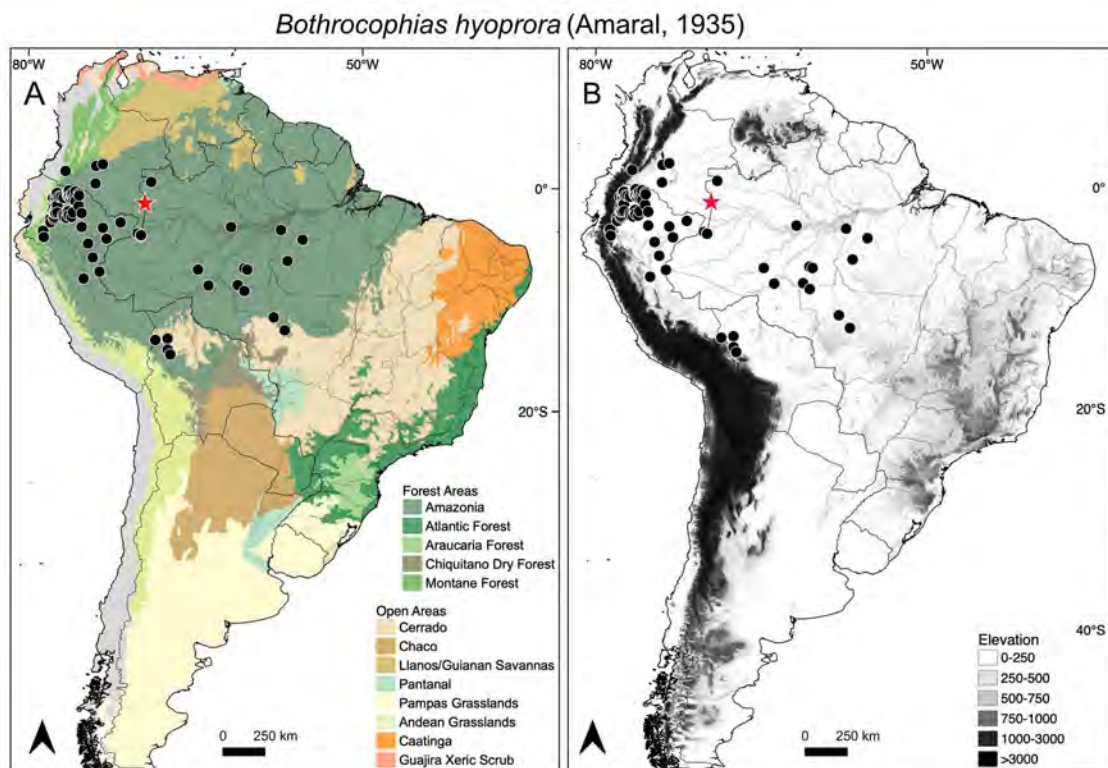 Bothrocophias hyoprora (Amaral, 1935)
80°W
50°W
A
0°
20°S
Forest Areas
Amazonia
Atlantic Forest
Araucaria Forest
Chiquitano Dry Forest
Montane Forest
Open Areas
Cerrado
Chaco
Llanos/Guianan Savannas
Pantanal
Pampas Grasslands
Andean Grasslands
Caatinga
Guajira Xeric Scrub
0 250 km
80°W
50°W
B
0°
20°S
40°S
Elevation
0-250
250-500
500-750
750-1000
1000-3000
>3000
0 250 km